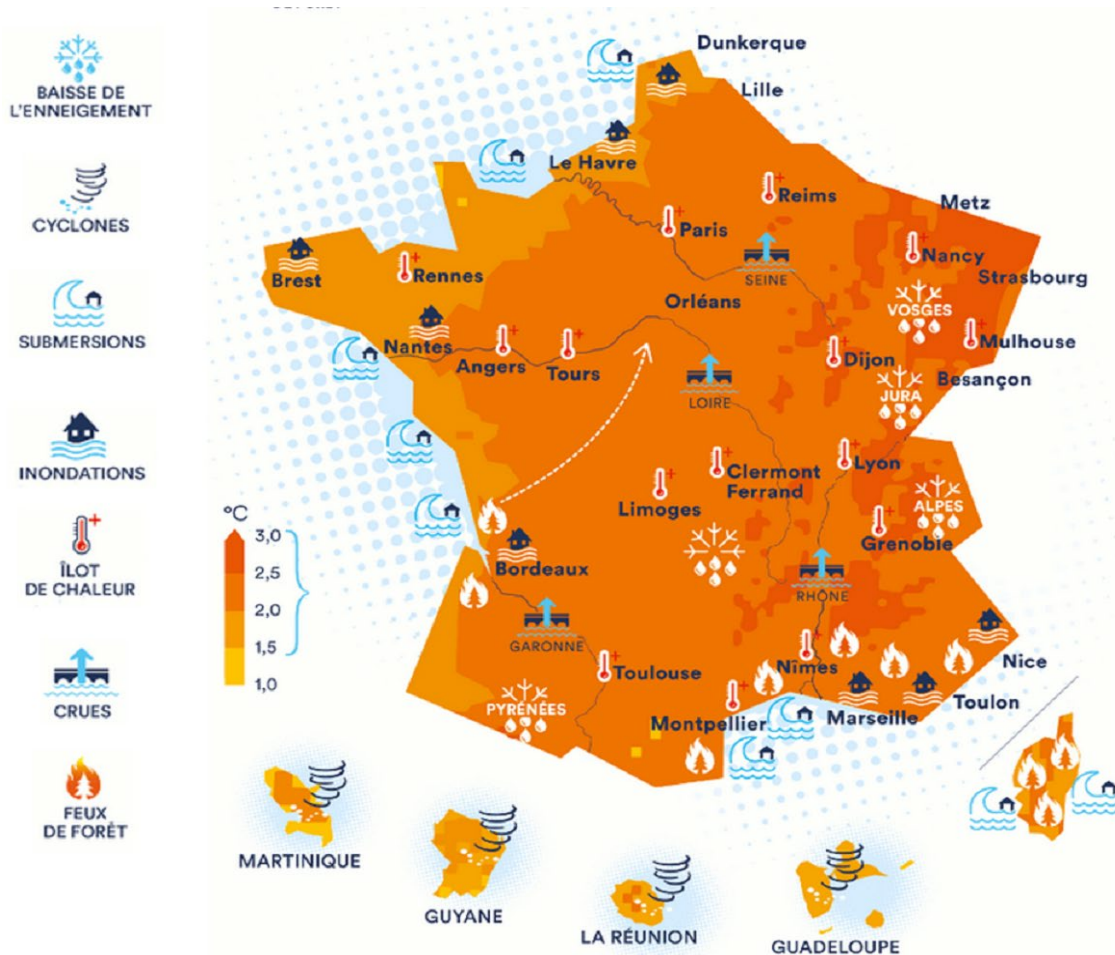 BAISSE DE
L'ENNEIGEMENT
CYCLONES
SUBMERSIONS
INONDATIONS
ÎLOT
DE CHALEUR
CRUES
FEUX
DE FORÊT
Dunkerque
Lille
Le Havre
Reims
Metz
Paris
Nancy
Brest
Rennes
SEINE
Strasbourg
Orléans
VOSGES
Nantes
Angers
Tours
Dijon
Mulhouse
Besançon
LOIRE
JURA
Lyon
Clermont
Ferrand
Limoges
ALPES
°C
3,0
2,5
2,0
1,5
1,0
Grenoble
Bordeaux
RHÔNE
GARONNE
Toulouse
Nîmes
Nice
PYRÉNÉES
Montpellier
Marseille
Toulon
MARTINIQUE
GUYANE
LA RÉUNION
GUADELOUPE